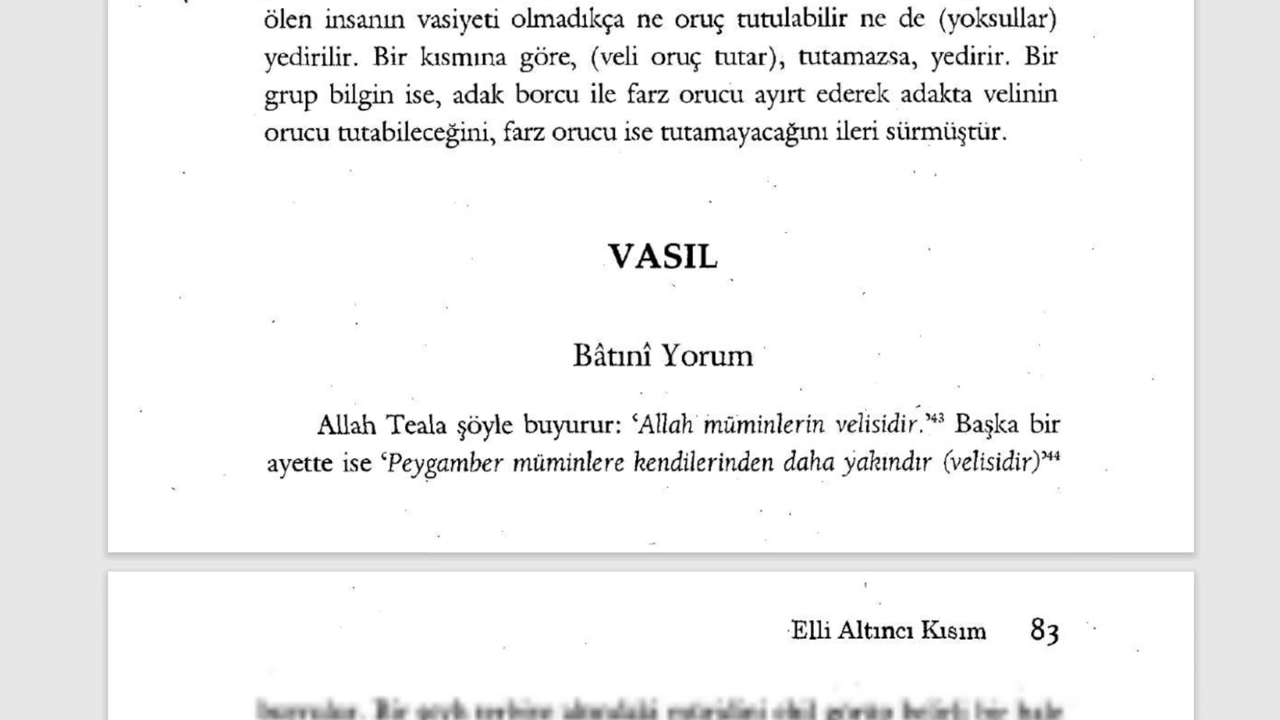 ölen insanın vasiyeti olmadıkça ne oruç tutulabilir ne de (yoksullar)
yedirilir. Bir kısmına göre, (veli oruç tutar), tutamazsa, yedirir. Bir
grup bilgin ise, adak borcu ile farz orucu ayırt ederek adakta velinin
orucu tutabileceğini, farz orucu ise tutamayacağını ileri sürmüştür.
VASIL
Bâtınî Yorum
Allah Teala şöyle buyurur: ‘Allah müminlerin velisidir.’⁴³ Başka bir
ayette ise ‘Peygamber müminlere kendilerinden daha yakındır (velisidir)’⁴⁴
Elli Altıncı Kısım 83